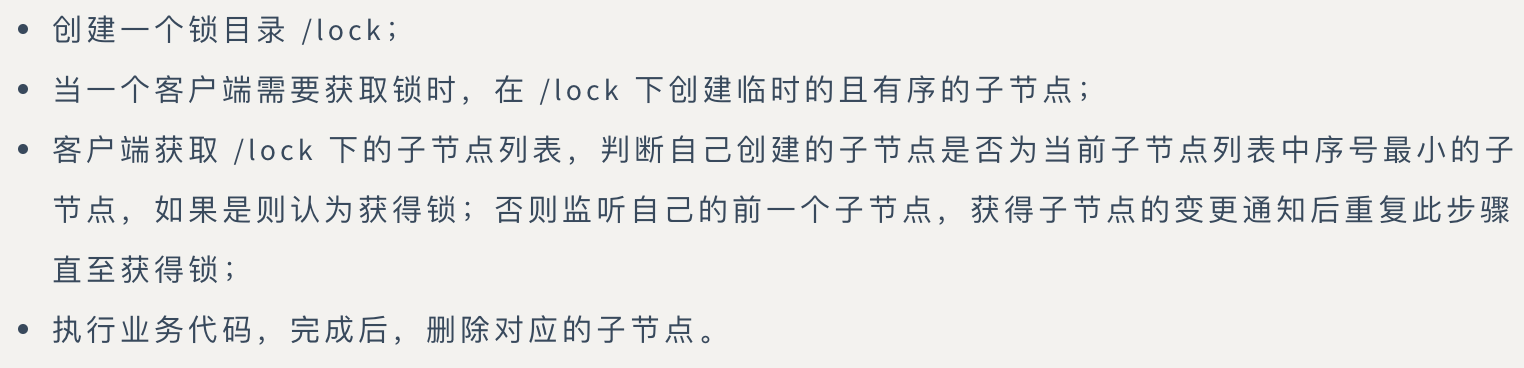 • 创建一个锁目录 /lock；
• 当一个客户端需要获取锁时，在 /lock 下创建临时的且有序的子节点；
• 客户端获取 /lock 下的子节点列表，判断自己创建的子节点是否为当前子节点列表中序号最小的子
节点，如果是则认为获得锁；否则监听自己的前一个子节点，获得子节点的变更通知后重复此步骤
直至获得锁；
• 执行业务代码，完成后，删除对应的子节点。